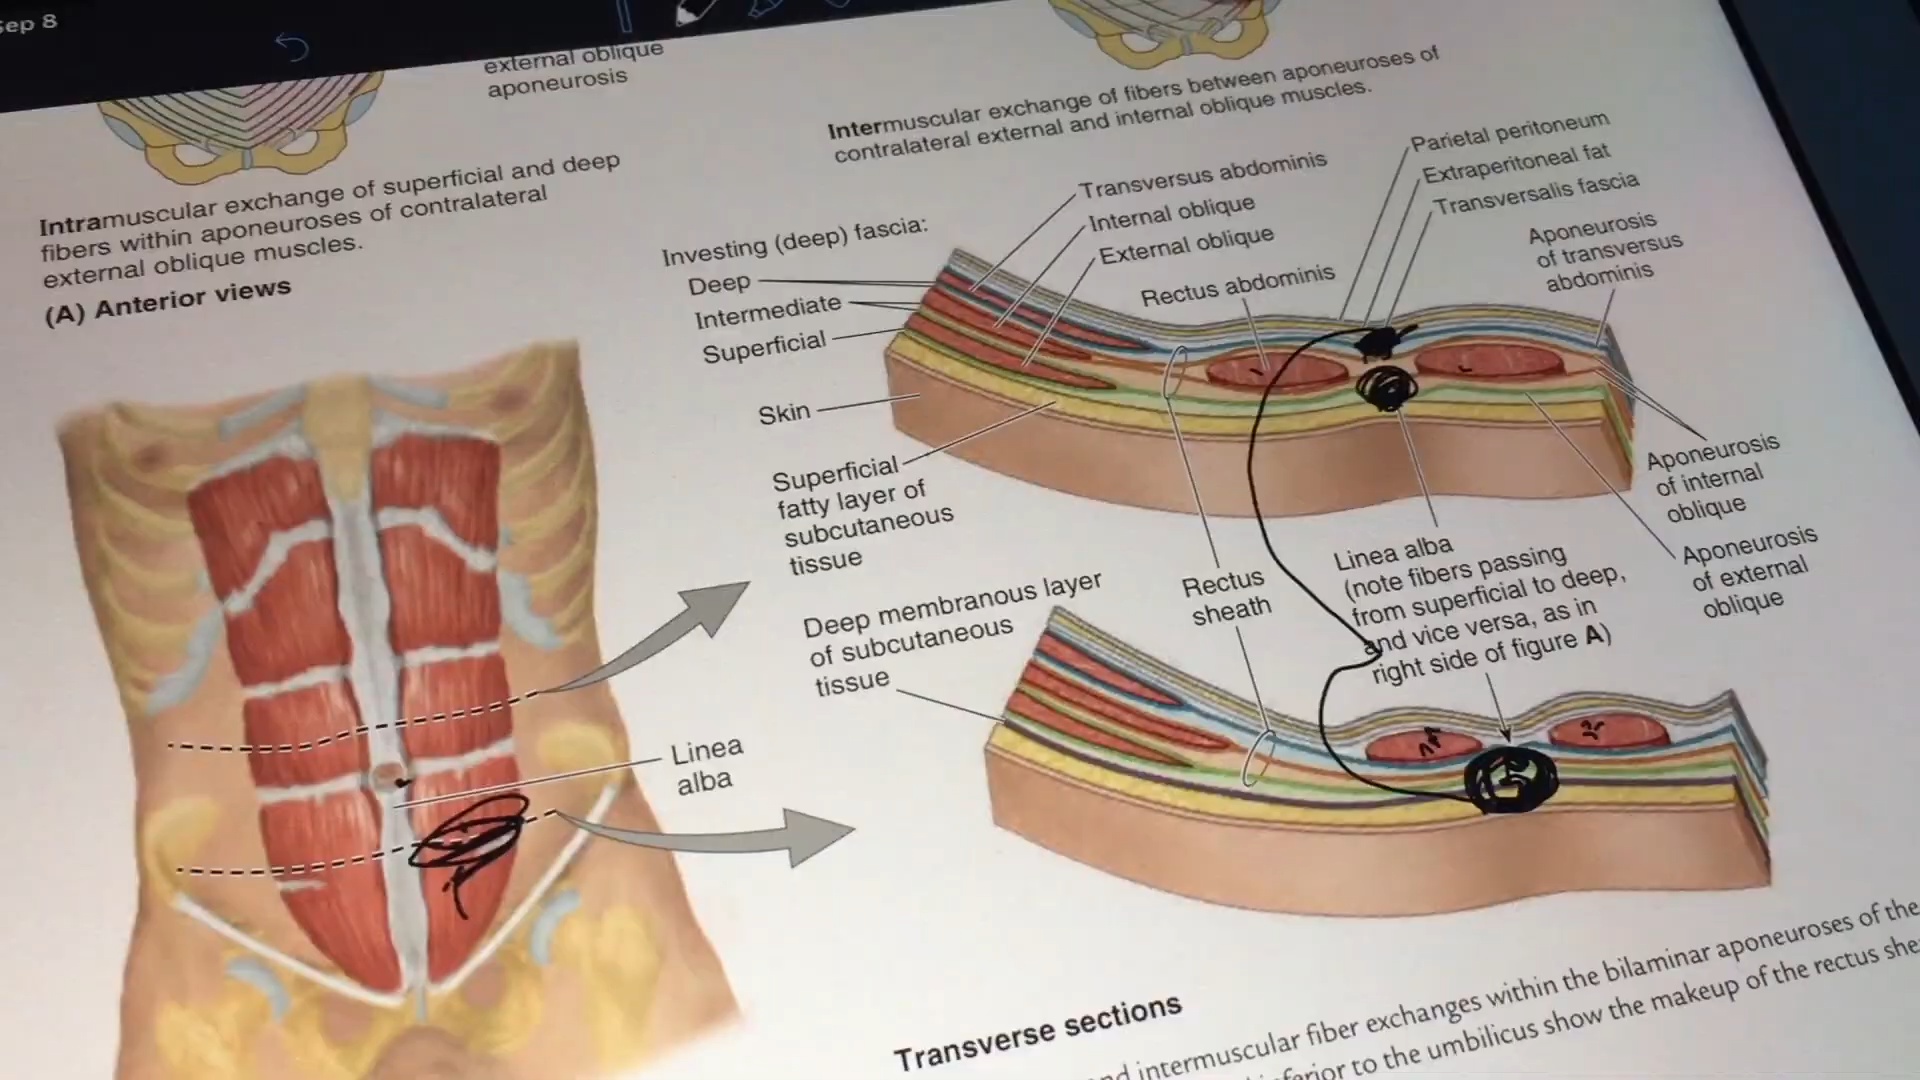 Sep 8
external oblique
aponeurosis
Intramuscular exchange of superficial and deep
fibers within aponeuroses of contralateral
external oblique muscles.
(A) Anterior views
Intermuscular exchange of fibers between aponeuroses of
contralateral external and internal oblique muscles.
Investing (deep) fascia:
Deep
Intermediate
Superficial
Skin
Superficial
fatty layer of
subcutaneous
tissue
Transversus abdominis
Internal oblique
External oblique
Rectus abdominis
Parietal peritoneum
Extraperitoneal fat
Transversalis fascia
Aponeurosis
of transversus
abdominis
Aponeurosis
of internal
oblique
Aponeurosis
of external
oblique
Rectus
sheath
Linea alba
(note fibers passing
from superficial to deep,
and vice versa, as in
right side of figure A)
Deep membranous layer
of subcutaneous
tissue
Linea
alba
Transverse sections
intermuscular fiber exchanges within the bilaminar aponeuroses of the
to the umbilicus show the makeup of the rectus